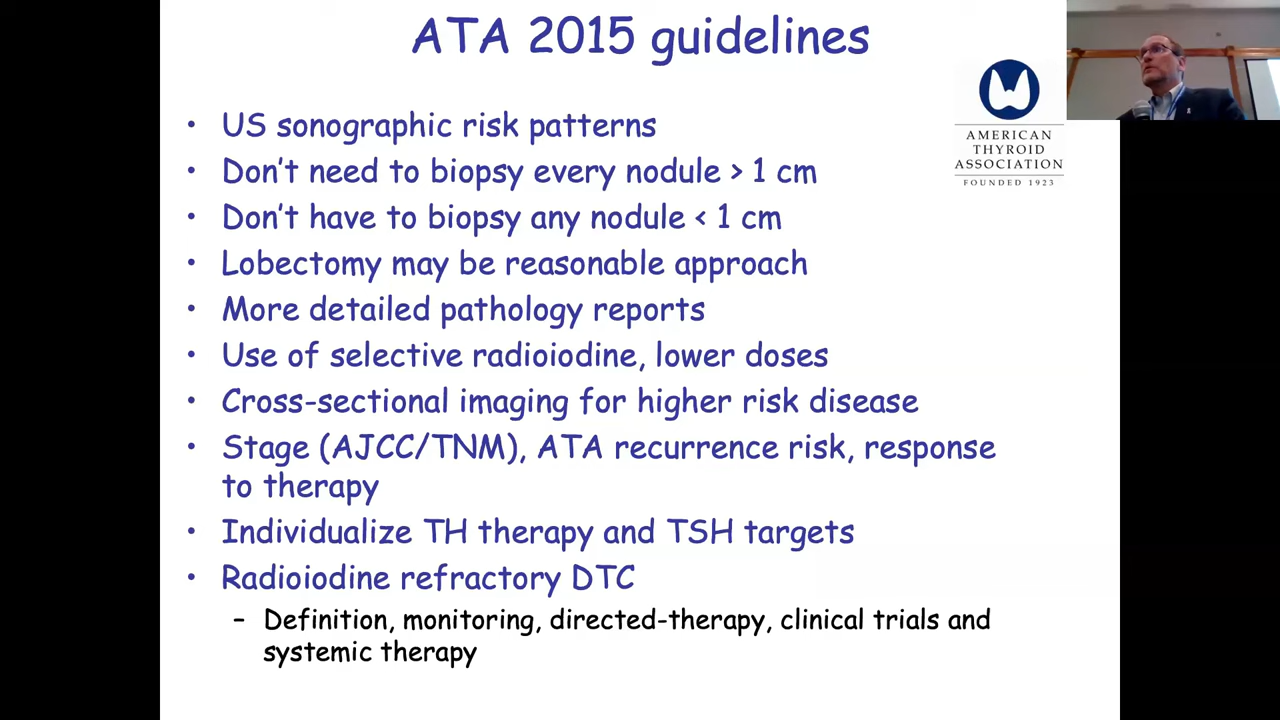 ATA 2015 guidelines
AMERICAN
THYROID
ASSOCIATION
FOUNDED 1923
• US sonographic risk patterns
• Don't need to biopsy every nodule > 1 cm
• Don't have to biopsy any nodule < 1 cm
• Lobectomy may be reasonable approach
• More detailed pathology reports
• Use of selective radioiodine, lower doses
• Cross-sectional imaging for higher risk disease
• Stage (AJCC/TNM), ATA recurrence risk, response
to therapy
• Individualize TH therapy and TSH targets
• Radioiodine refractory DTC
– Definition, monitoring, directed-therapy, clinical trials and
systemic therapy